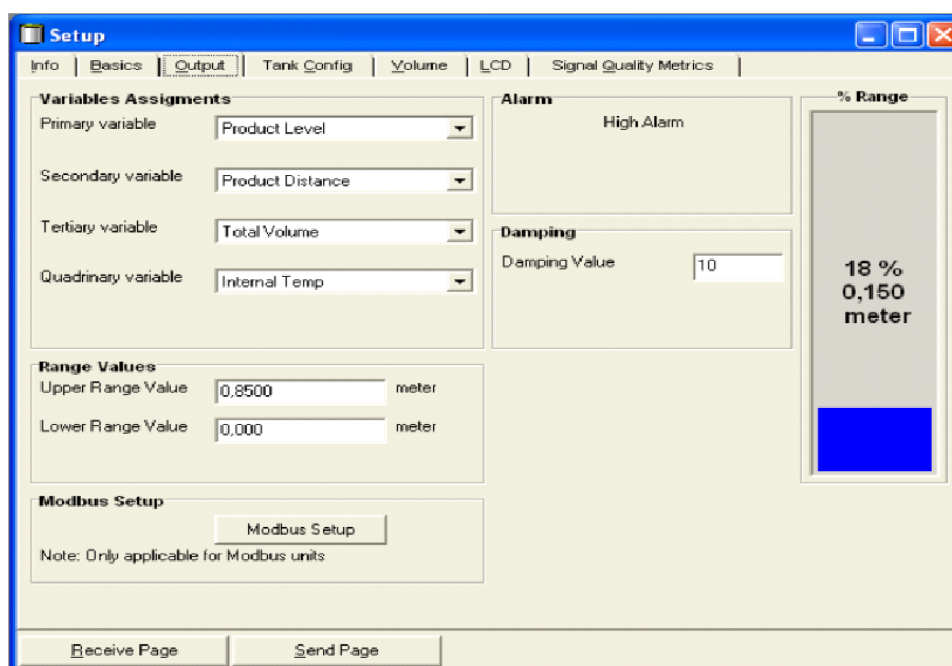 Setup
Info Basics Output Tank Config Volume LCD Signal Quality Metrics
Variables Assigments
Primary variable Product Level
Secondary variable Product Distance
Tertiary variable Total Volume
Quadrinary variable Internal Temp
Range Values
Upper Range Value 0,8500 meter
Lower Range Value 0,000 meter
Modbus Setup
Modbus Setup
Note: Only applicable for Modbus units
Alarm
High Alarm
Damping
Damping Value 10
% Range
18 %
0,150
meter
Receive Page Send Page